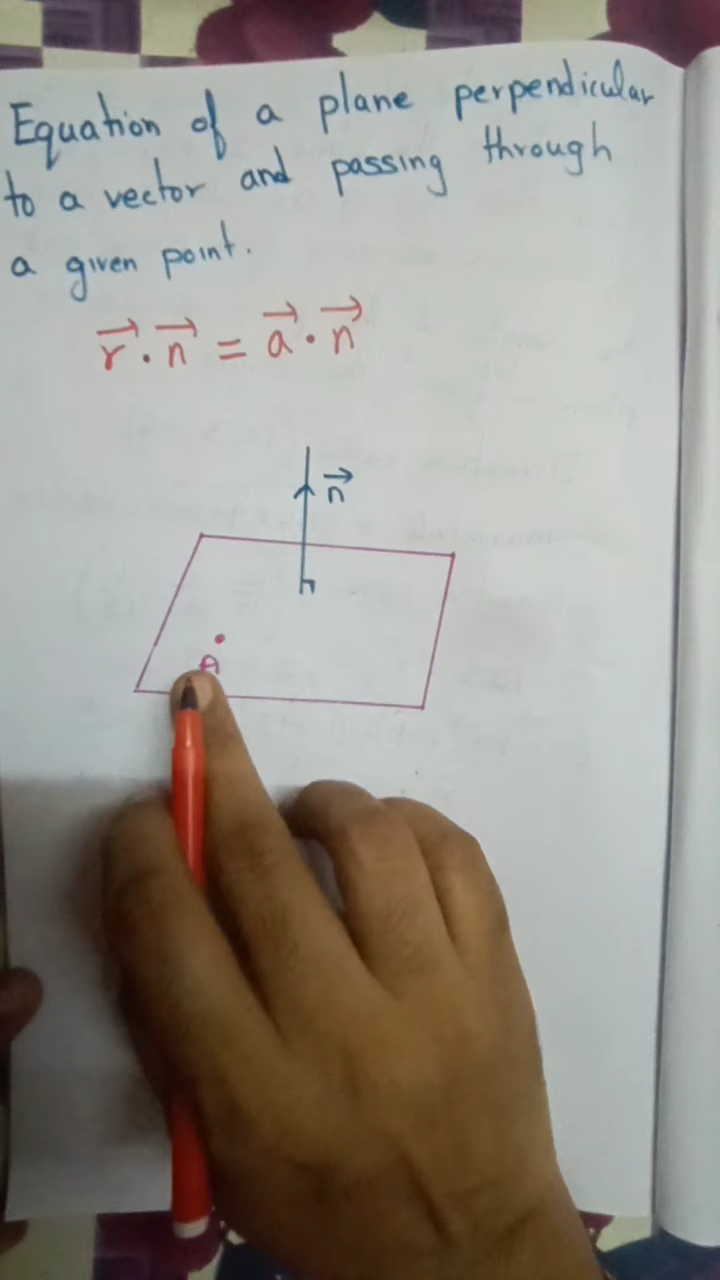 Equation of a plane perpendicular
to a vector and passing through
a given point.
r⃗ . n⃗ = a⃗ . n⃗
n⃗
A